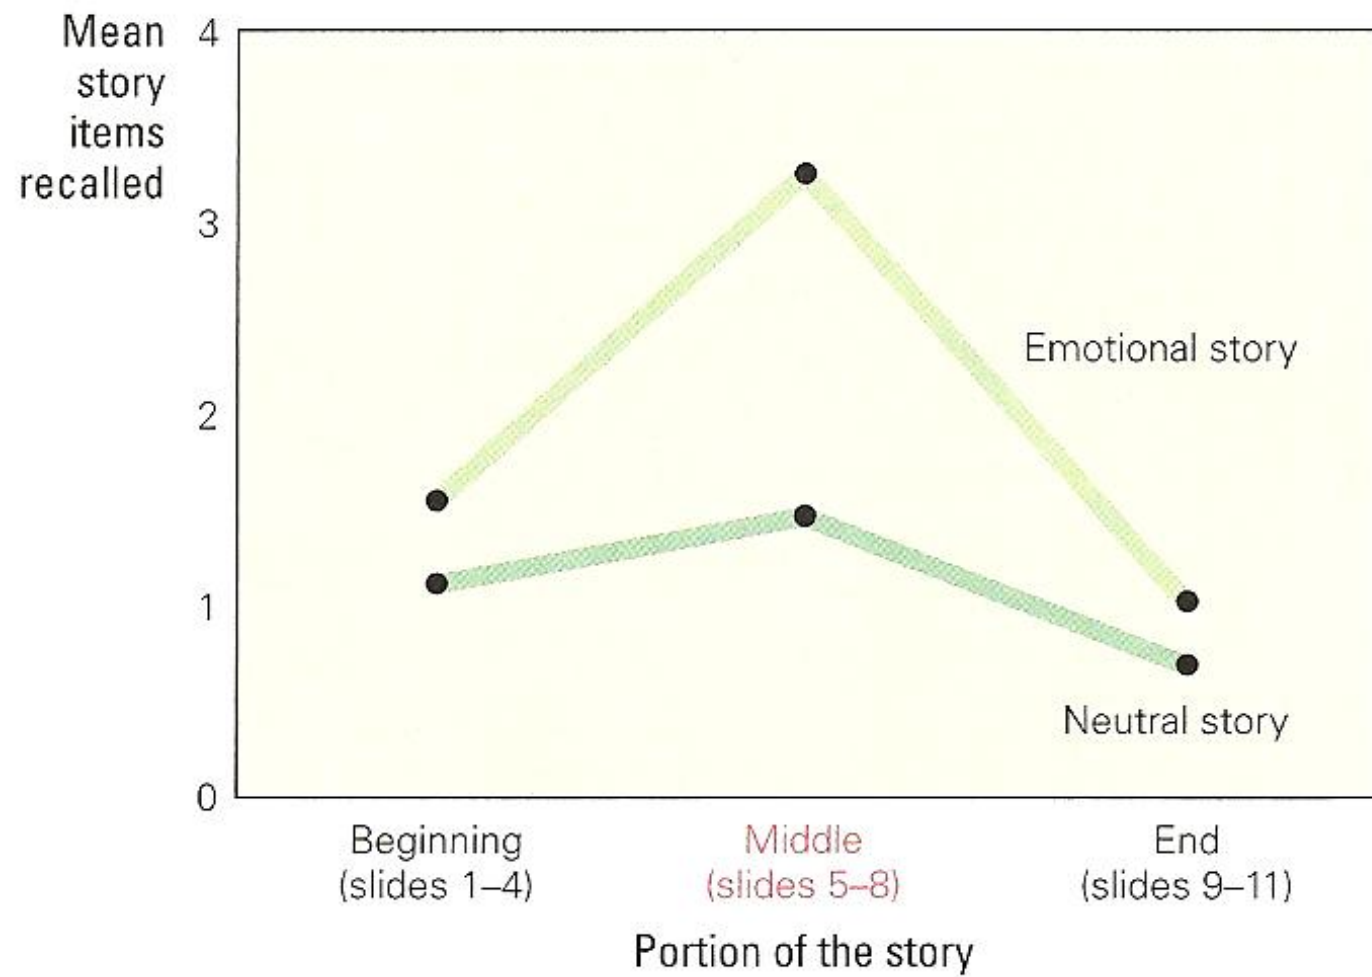 Mean
story
items
recalled
4
3
2
1
0
Emotional story
Neutral story
Beginning
(slides 1–4)
Middle
(slides 5–8)
End
(slides 9–11)
Portion of the story